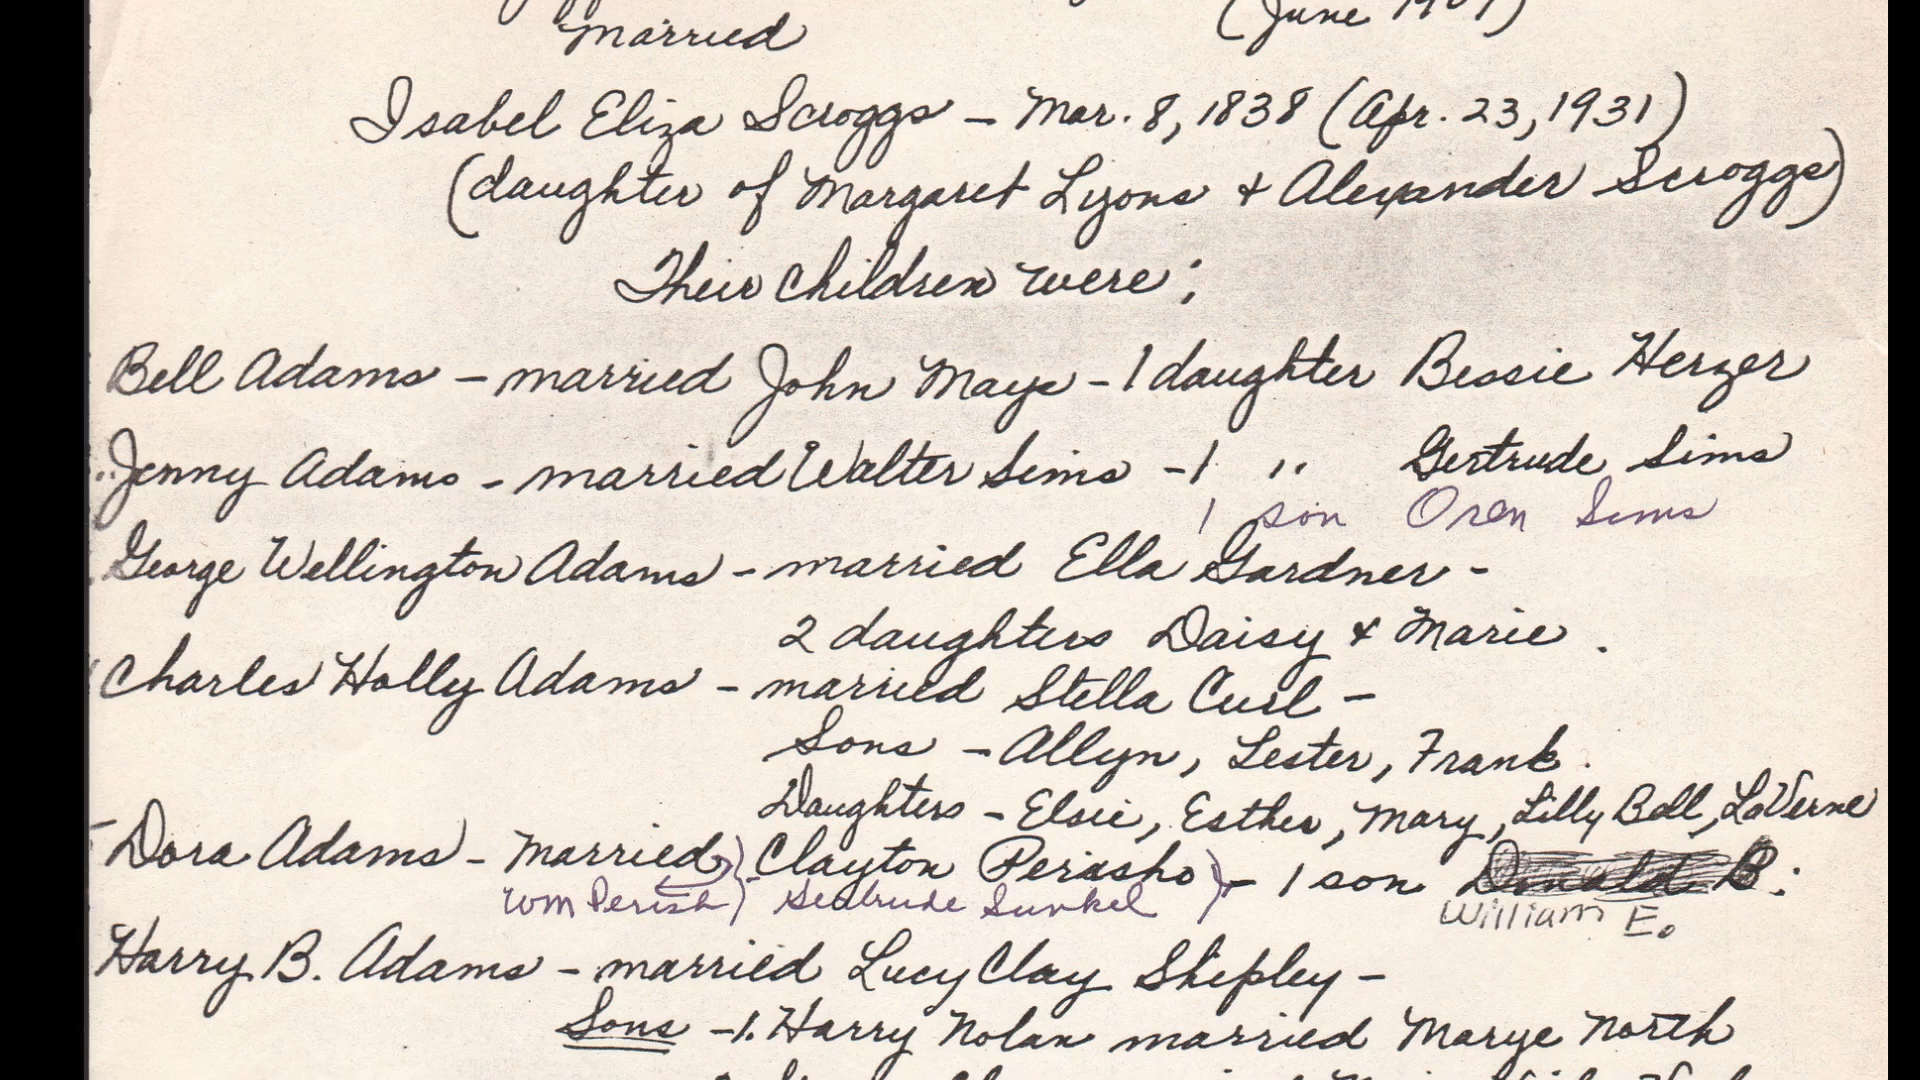 married (June 1909)
Isabel Eliza Scroggs - Mar. 8, 1838 (Apr. 23, 1931)
(daughter of Margaret Lyons & Alexander Scroggs)
Their children were;
Bell Adams - married John Mays - 1 daughter Bessie Herzer
Jenny Adams - married Walter Sims - 1 " Gertrude Sims
1 son Oren Sims
George Wellington Adams - married Ella Gardner -
2 daughters Daisy & Marie.
Charles Holly Adams - married Stella Curl -
Sons - Allyn, Lester, Frank.
Daughters - Elsie, Esther, Mary, Lilly Bell, LaVerne
Dora Adams - married) (Clayton Perasho) - 1 son Donald B.
Wm Perish) - Gertrude Sunkel) William E.
Harry B. Adams - married Lucy Clay Shepley -
Sons - 1. Harry Nolan married Marye North